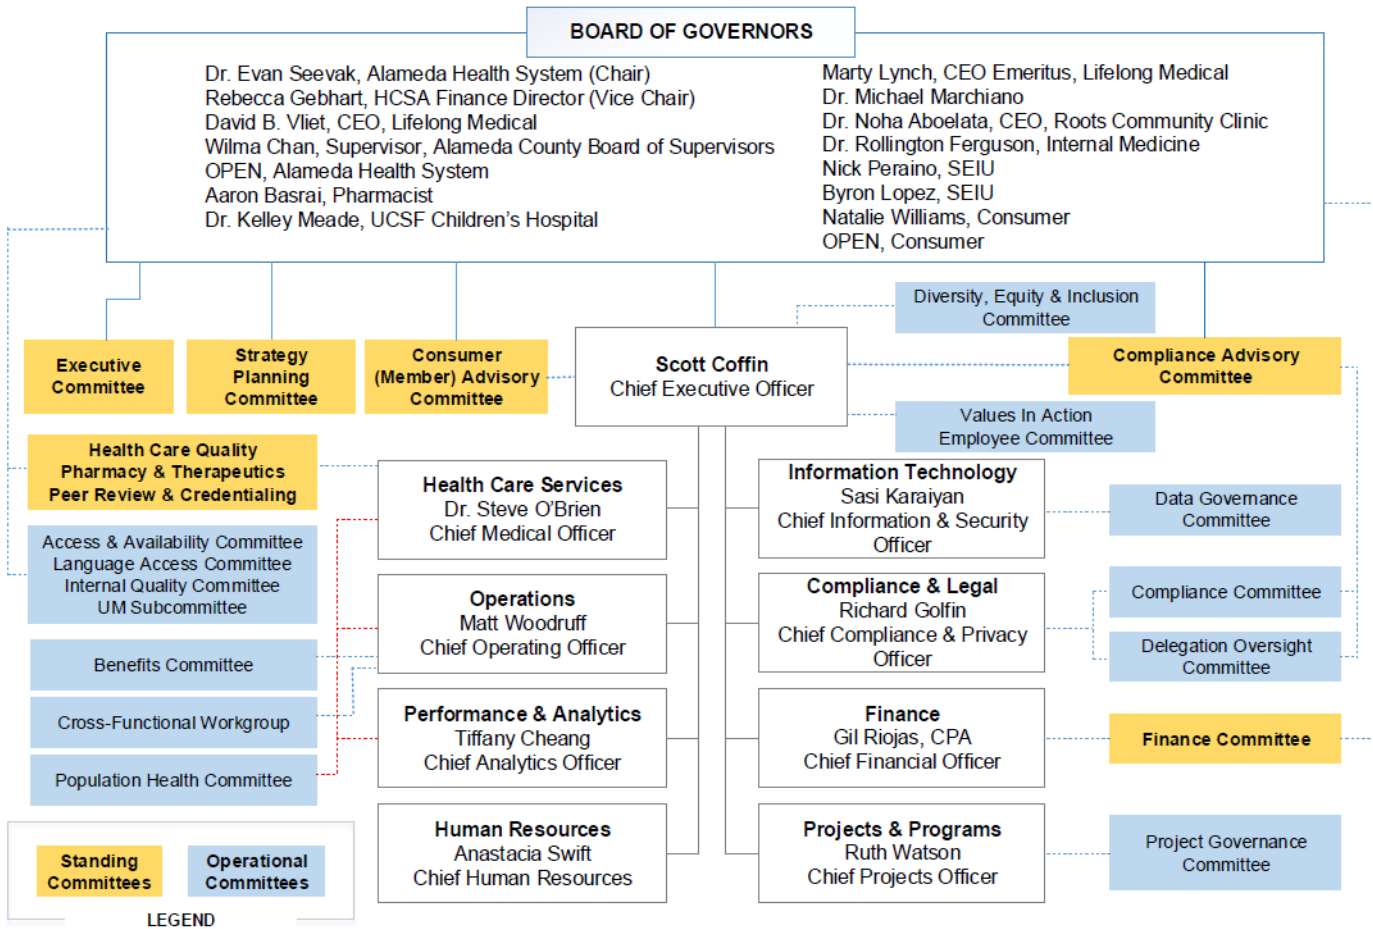 BOARD OF GOVERNORS
Dr. Evan Seevak, Alameda Health System (Chair)
Rebecca Gebhart, HCSA Finance Director (Vice Chair)
David B. Vliet, CEO, Lifelong Medical
Wilma Chan, Supervisor, Alameda County Board of Supervisors
OPEN, Alameda Health System
Aaron Basrai, Pharmacist
Dr. Kelley Meade, UCSF Children's Hospital
Marty Lynch, CEO Emeritus, Lifelong Medical
Dr. Michael Marchiano
Dr. Noha Aboelata, CEO, Roots Community Clinic
Dr. Rollington Ferguson, Internal Medicine
Nick Peraino, SEIU
Byron Lopez, SEIU
Natalie Williams, Consumer
OPEN, Consumer
Diversity, Equity & Inclusion
Committee
Executive
Committee
Strategy
Planning
Committee
Consumer
(Member) Advisory
Committee
Scott Coffin
Chief Executive Officer
Compliance Advisory
Committee
Values In Action
Employee Committee
Health Care Quality
Pharmacy & Therapeutics
Peer Review & Credentialing
Access & Availability Committee
Language Access Committee
Internal Quality Committee
UM Subcommittee
Benefits Committee
Cross-Functional Workgroup
Population Health Committee
Health Care Services
Dr. Steve O'Brien
Chief Medical Officer
Operations
Matt Woodruff
Chief Operating Officer
Performance & Analytics
Tiffany Cheang
Chief Analytics Officer
Human Resources
Anastacia Swift
Chief Human Resources
Information Technology
Sasi Karaiyan
Chief Information & Security
Officer
Compliance & Legal
Richard Golfin
Chief Compliance & Privacy
Officer
Finance
Gil Riojas, CPA
Chief Financial Officer
Projects & Programs
Ruth Watson
Chief Projects Officer
Data Governance
Committee
Compliance Committee
Delegation Oversight
Committee
Finance Committee
Project Governance
Committee
Standing
Committees
Operational
Committees
LEGEND